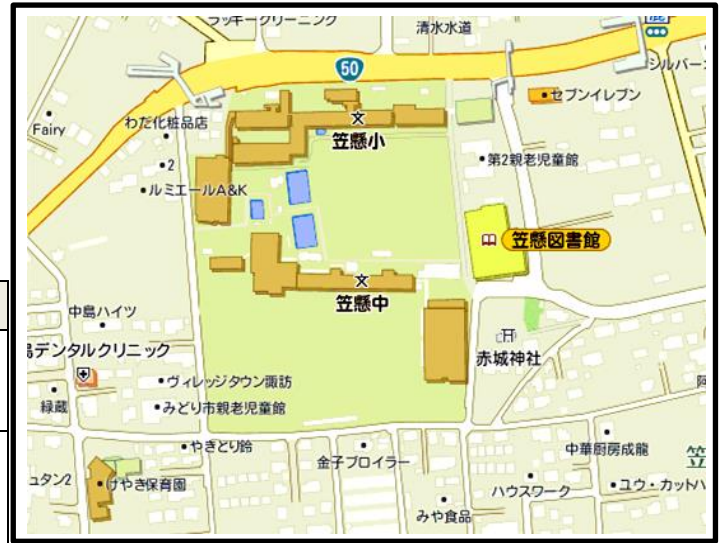 ラッキークリーニング
清水水道
50
シルバー
セブンイレブン
Fairy
わだ化粧品店
笠懸小
2
第2親老児童館
ルミエールA&K
笠懸図書館
笠懸中
中島ハイツ
島デンタルクリニック
赤城神社
ヴィレッジタウン諏訪
緑蔵
みどり市親老児童館
やきとり鈴
中華厨房成龍
笠
金子ブロイラー
ユタン2
けやき保育園
ハウスワーク
ユウ・カットハ
みや食品